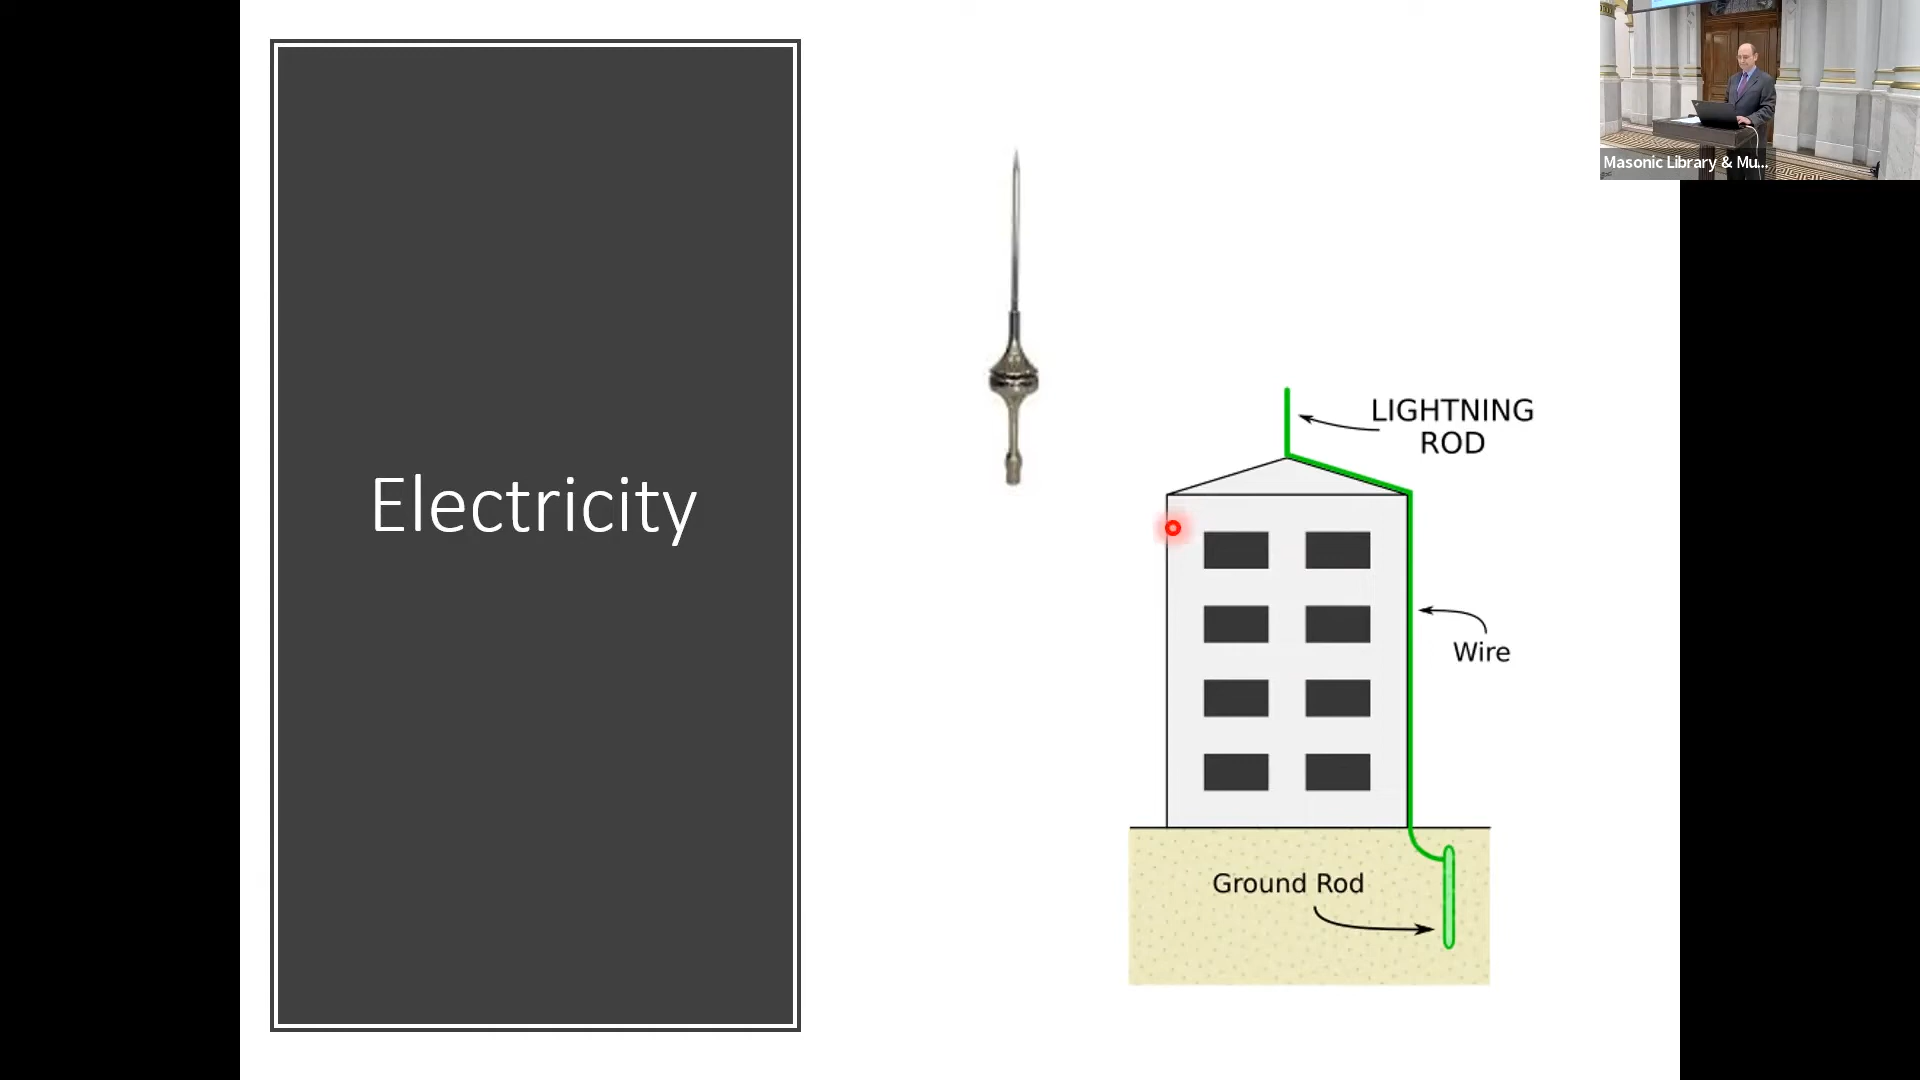 Electricity
LIGHTNING
ROD
Wire
Ground Rod
Masonic Library & Mu...